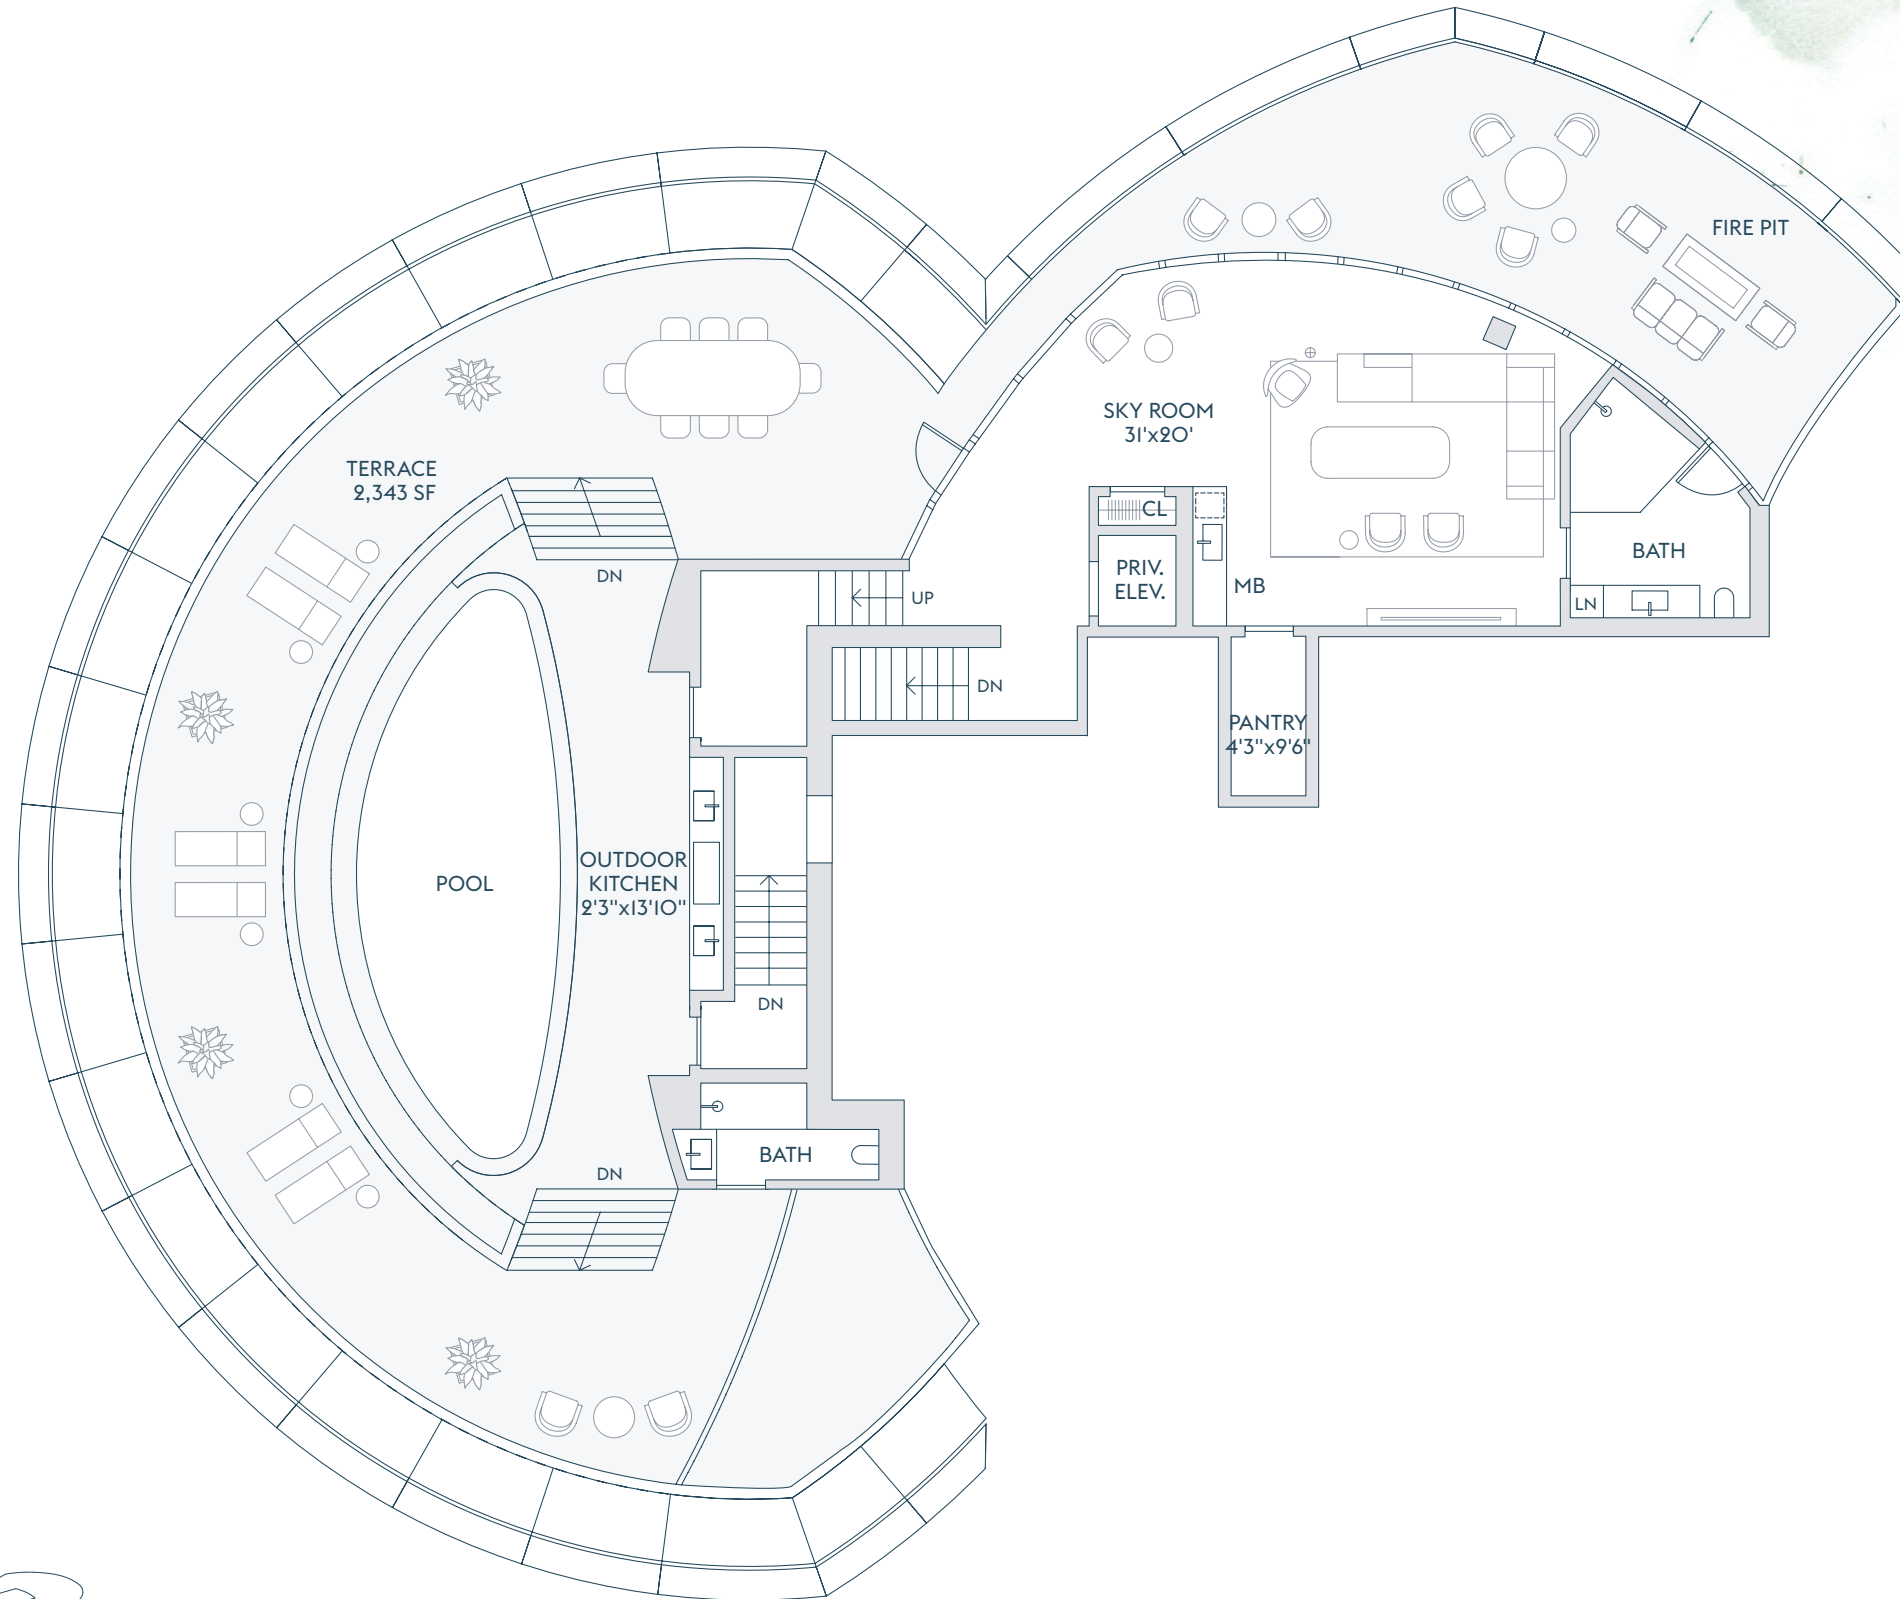 FIRE PIT
SKY ROOM
31'x20'
TERRACE
2,343 SF
CL
BATH
DN
PRIV.
ELEV.
MB
UP
LN
DN
PANTRY
4'3"x9'6"
OUTDOOR
KITCHEN
2'3"x13'10"
POOL
DN
BATH
DN